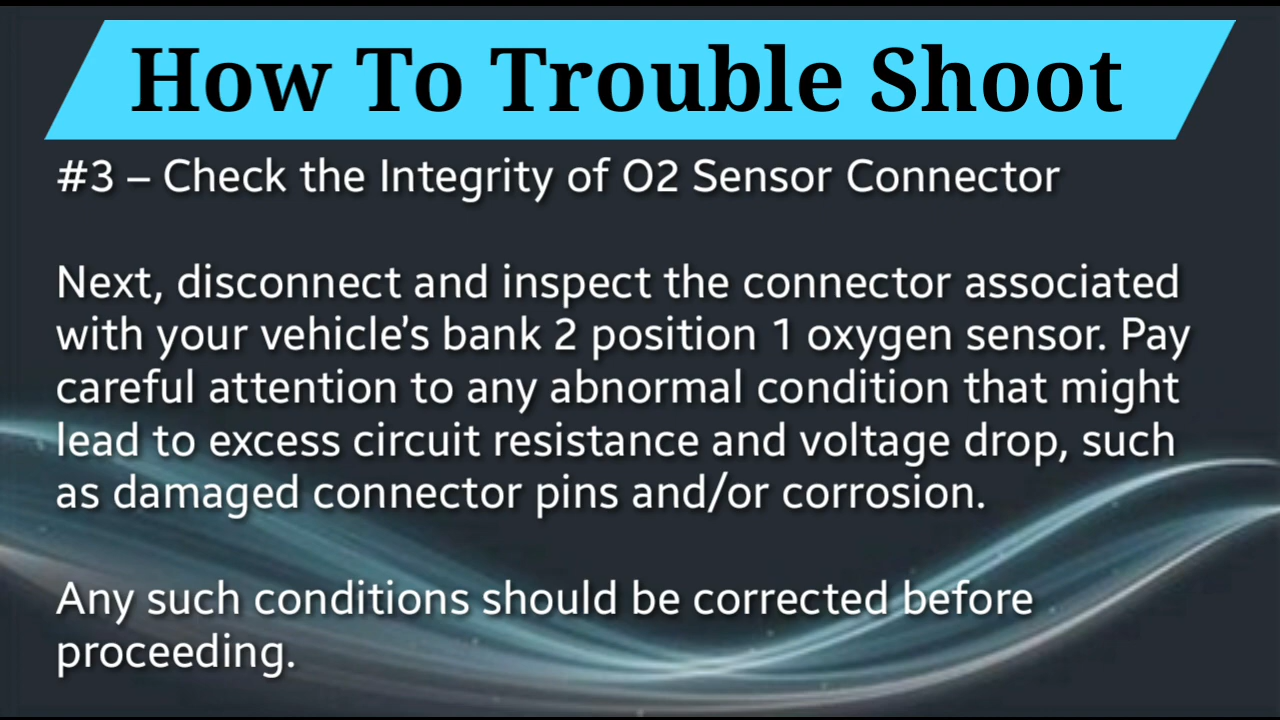 How To Trouble Shoot
#3 – Check the Integrity of O2 Sensor Connector
Next, disconnect and inspect the connector associated
with your vehicle’s bank 2 position 1 oxygen sensor. Pay
careful attention to any abnormal condition that might
lead to excess circuit resistance and voltage drop, such
as damaged connector pins and/or corrosion.
Any such conditions should be corrected before
proceeding.